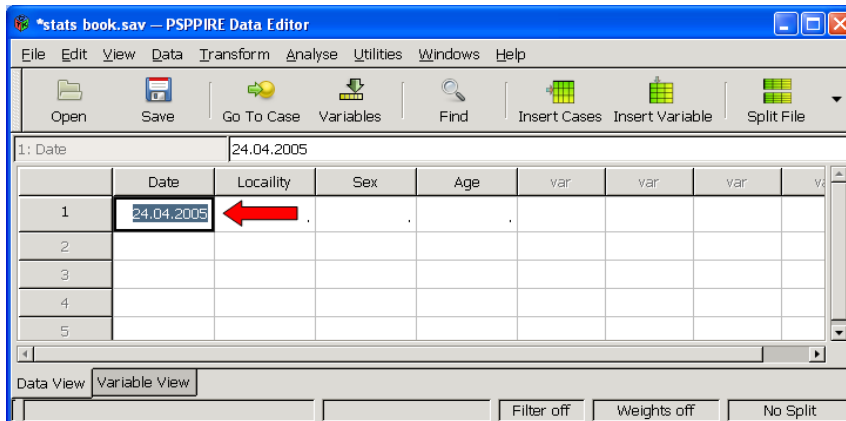 *stats book.sav — PSPPIRE Data Editor
File Edit View Data Transform Analyse Utilities Windows Help
Open Save Go To Case Variables Find Insert Cases Insert Variable Split File
1: Date 24.04.2005
Date Locaility Sex Age var var var va
1 24.04.2005 . . .
2
3
4
5
Data View Variable View
Filter off Weights off No Split